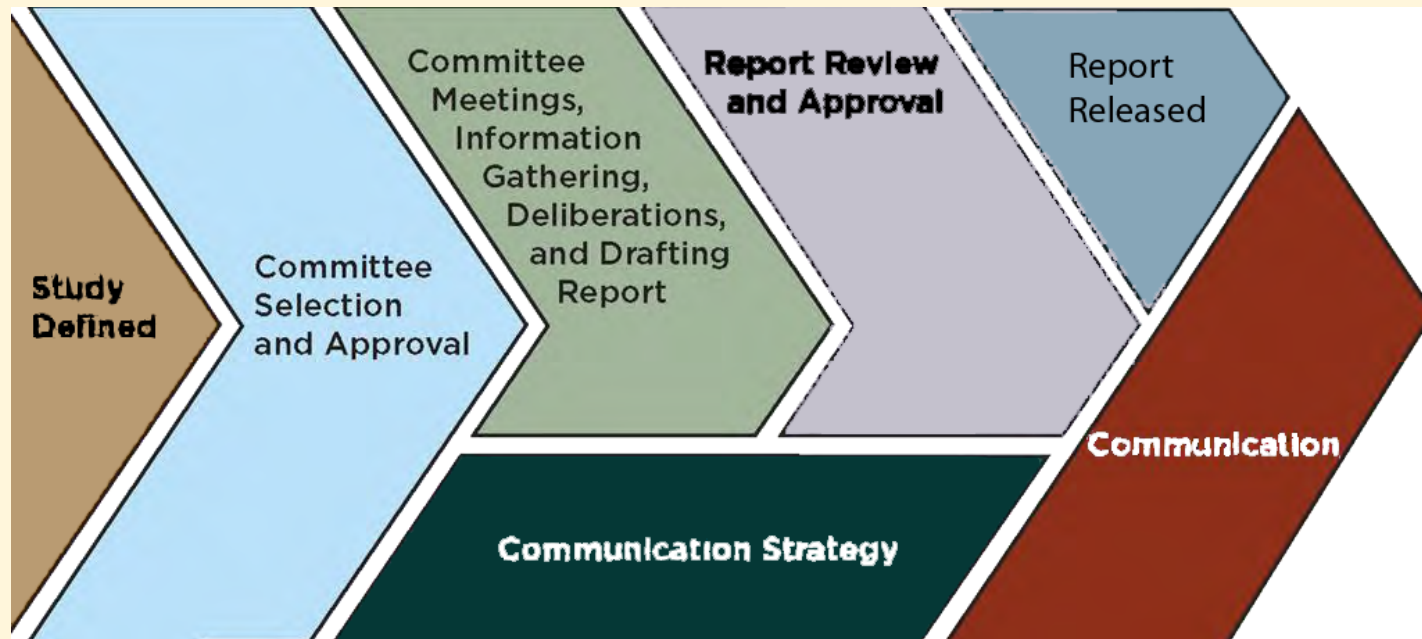 Study
Defined
Committee
Selection
and Approval
Committee
Meetings,
Information
Gathering,
Deliberations,
and Drafting
Report
Report Review
and Approval
Report
Released
Communication Strategy
Communication